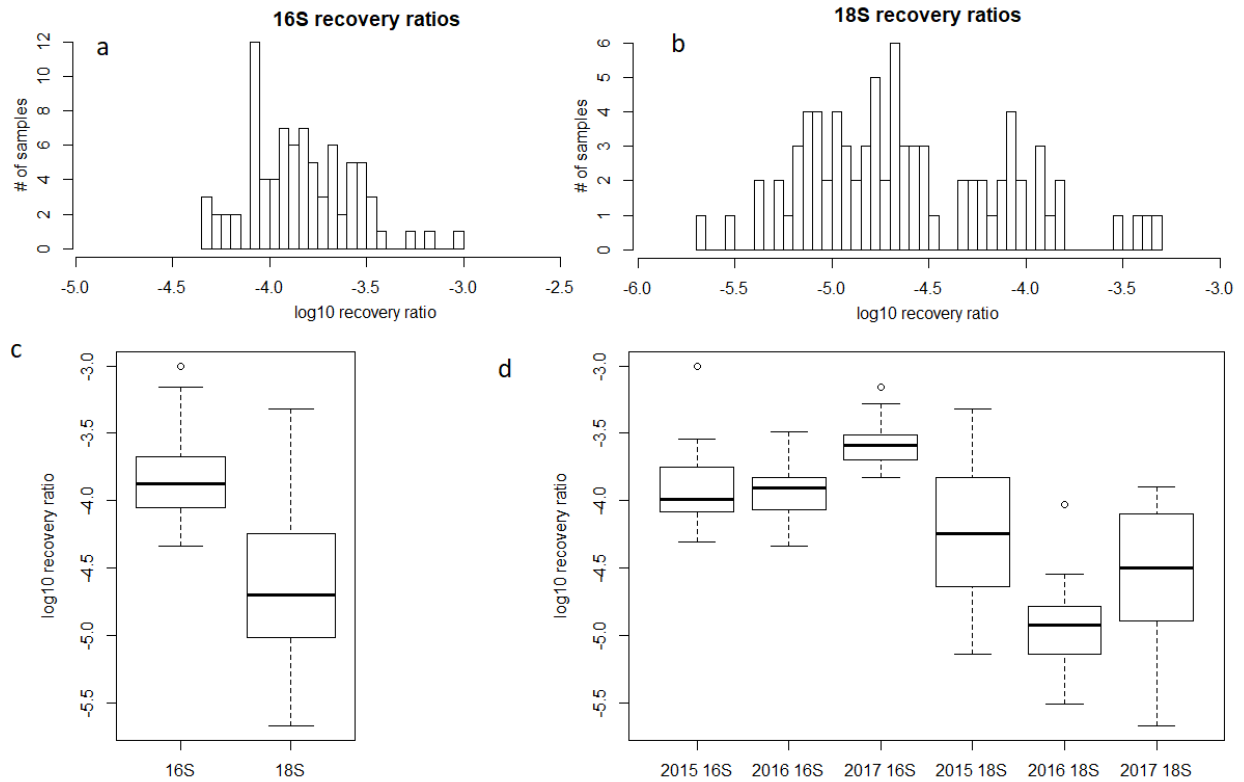 16S recovery ratios
a
# of samples
0 2 4 6 8 10 12
-5.0 -4.5 -4.0 -3.5 -3.0 -2.5
log10 recovery ratio
18S recovery ratios
b
# of samples
0 1 2 3 4 5 6
-6.0 -5.5 -5.0 -4.5 -4.0 -3.5 -3.0
log10 recovery ratio
c
log10 recovery ratio
-5.5 -5.0 -4.5 -4.0 -3.5 -3.0
16S 18S
d
log10 recovery ratio
-5.5 -5.0 -4.5 -4.0 -3.5 -3.0
2015 16S 2016 16S 2017 16S 2015 18S 2016 18S 2017 18S